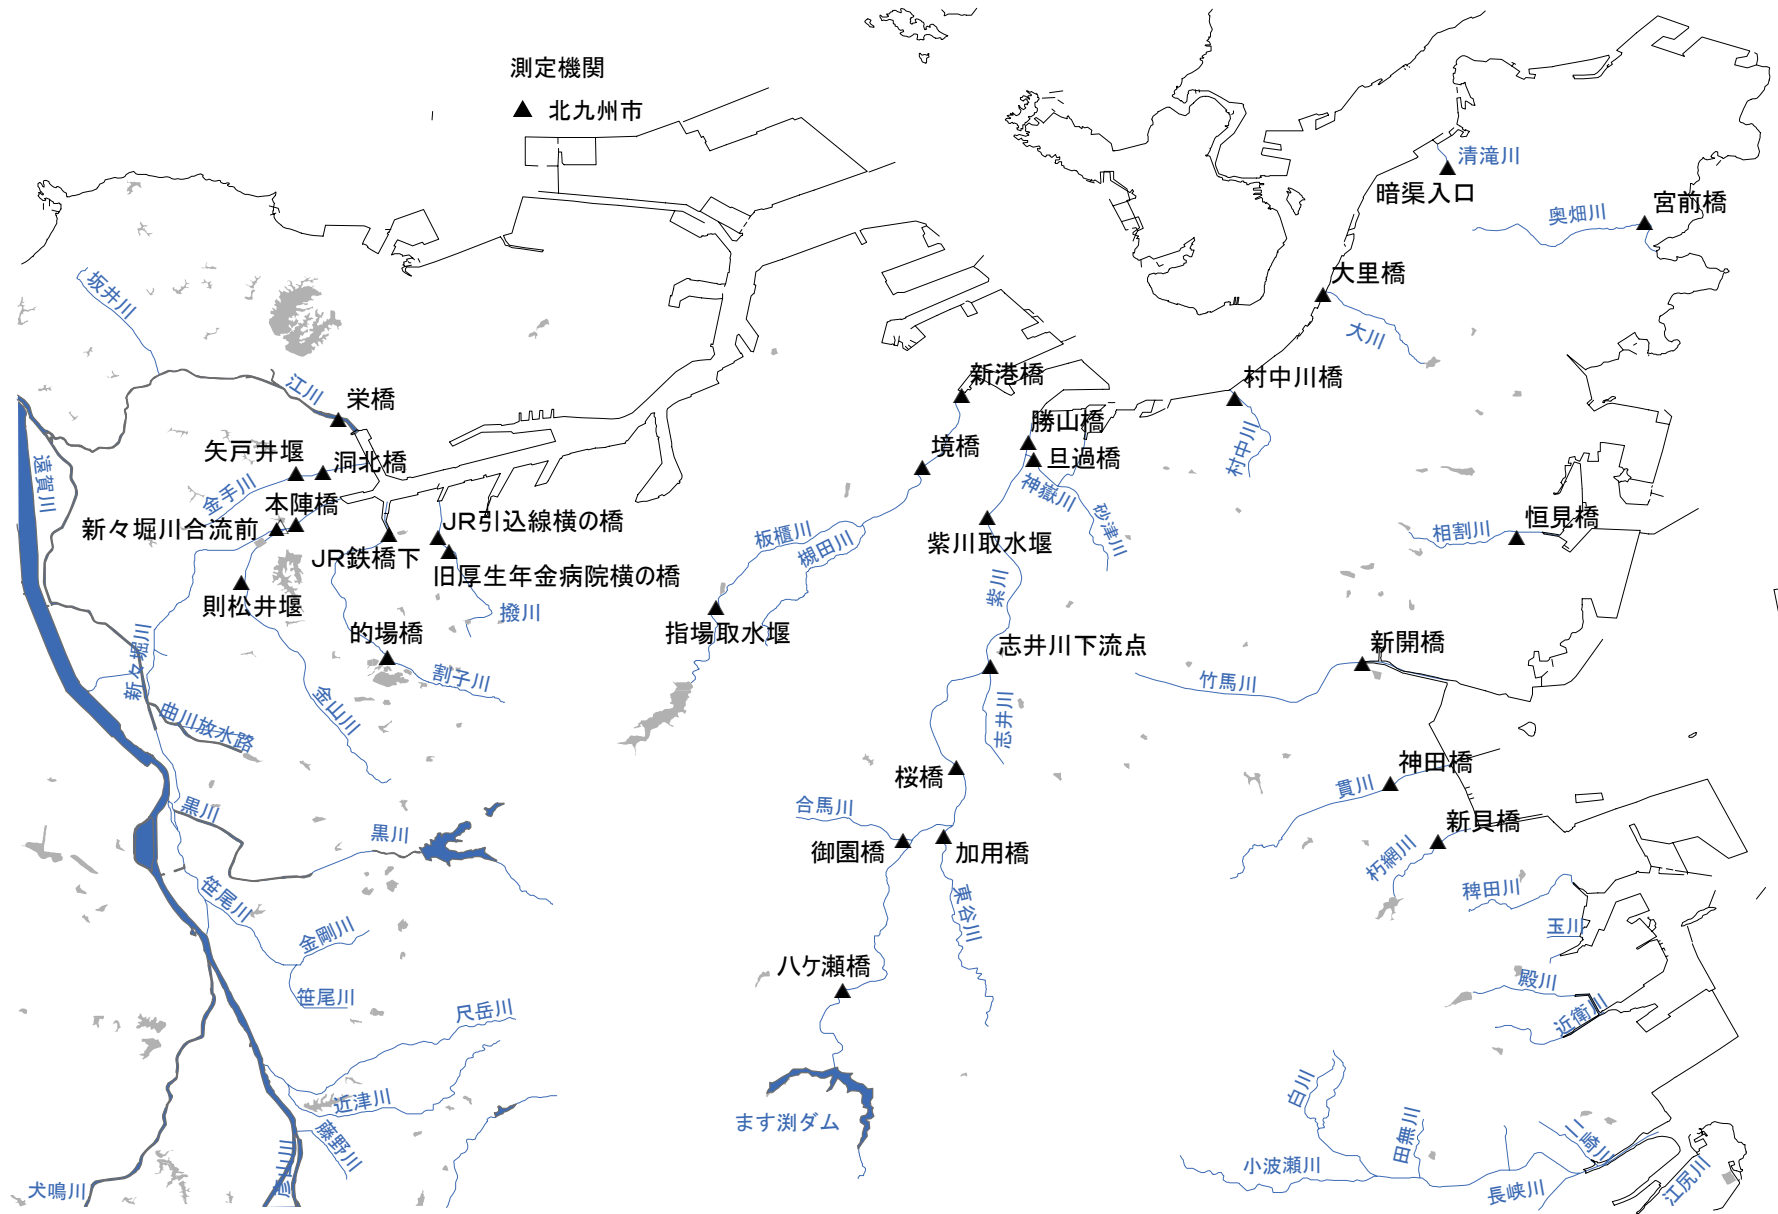 測定機関
▲ 北九州市
清滝川
暗渠入口
宮前橋
奥畑川
大里橋
大川
坂井川
江川
栄橋
新港橋
村中川橋
村中川
勝山橋
旦過橋
境橋
神嶽川
砂津川
矢戸井堰
洞北橋
遠賀川
金手川
本陣橋
新々堀川合流前
JR引込線横の橋
JR鉄橋下
旧厚生年金病院横の橋
撥川
則松井堰
的場橋
割子川
新々堀川
金山川
曲川放水路
板櫃川
槻田川
指場取水堰
紫川取水堰
紫川
志井川下流点
志井川
相割川
恒見橋
新開橋
竹馬川
神田橋
貫川
新貝橋
朽網川
桜橋
合馬川
御園橋
加用橋
東谷川
八ケ瀬橋
ます渕ダム
黒川
黒川
笹尾川
金剛川
笹尾川
尺岳川
近津川
藤野川
彦山川
犬鳴川
稗田川
玉川
殿川
近衛川
白川
田無川
小波瀬川
長峡川
二崎川
江尻川